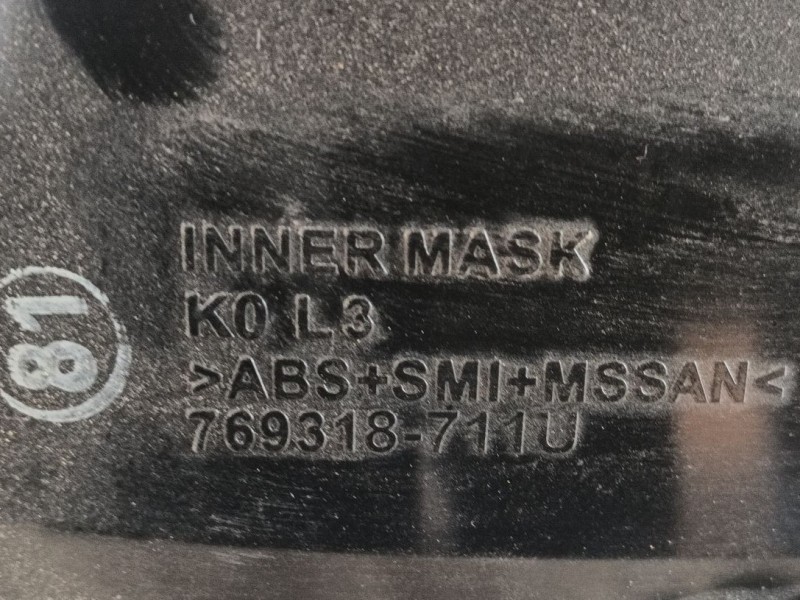 INNER MASK
K0 L3
>ABS+SMI+MSSAN<
769318-711U
81